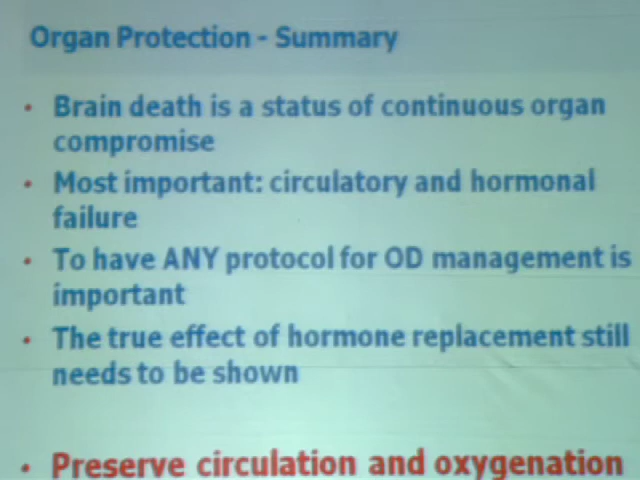 Organ Protection - Summary
• Brain death is a status of continuous organ
compromise
• Most important: circulatory and hormonal
failure
• To have ANY protocol for OD management is
important
• The true effect of hormone replacement still
needs to be shown
• Preserve circulation and oxygenation